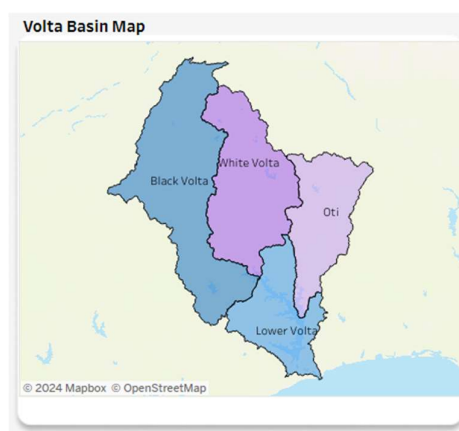 Volta Basin Map
White Volta
Black Volta
Oti
Lower Volta
© 2024 Mapbox © OpenStreetMap